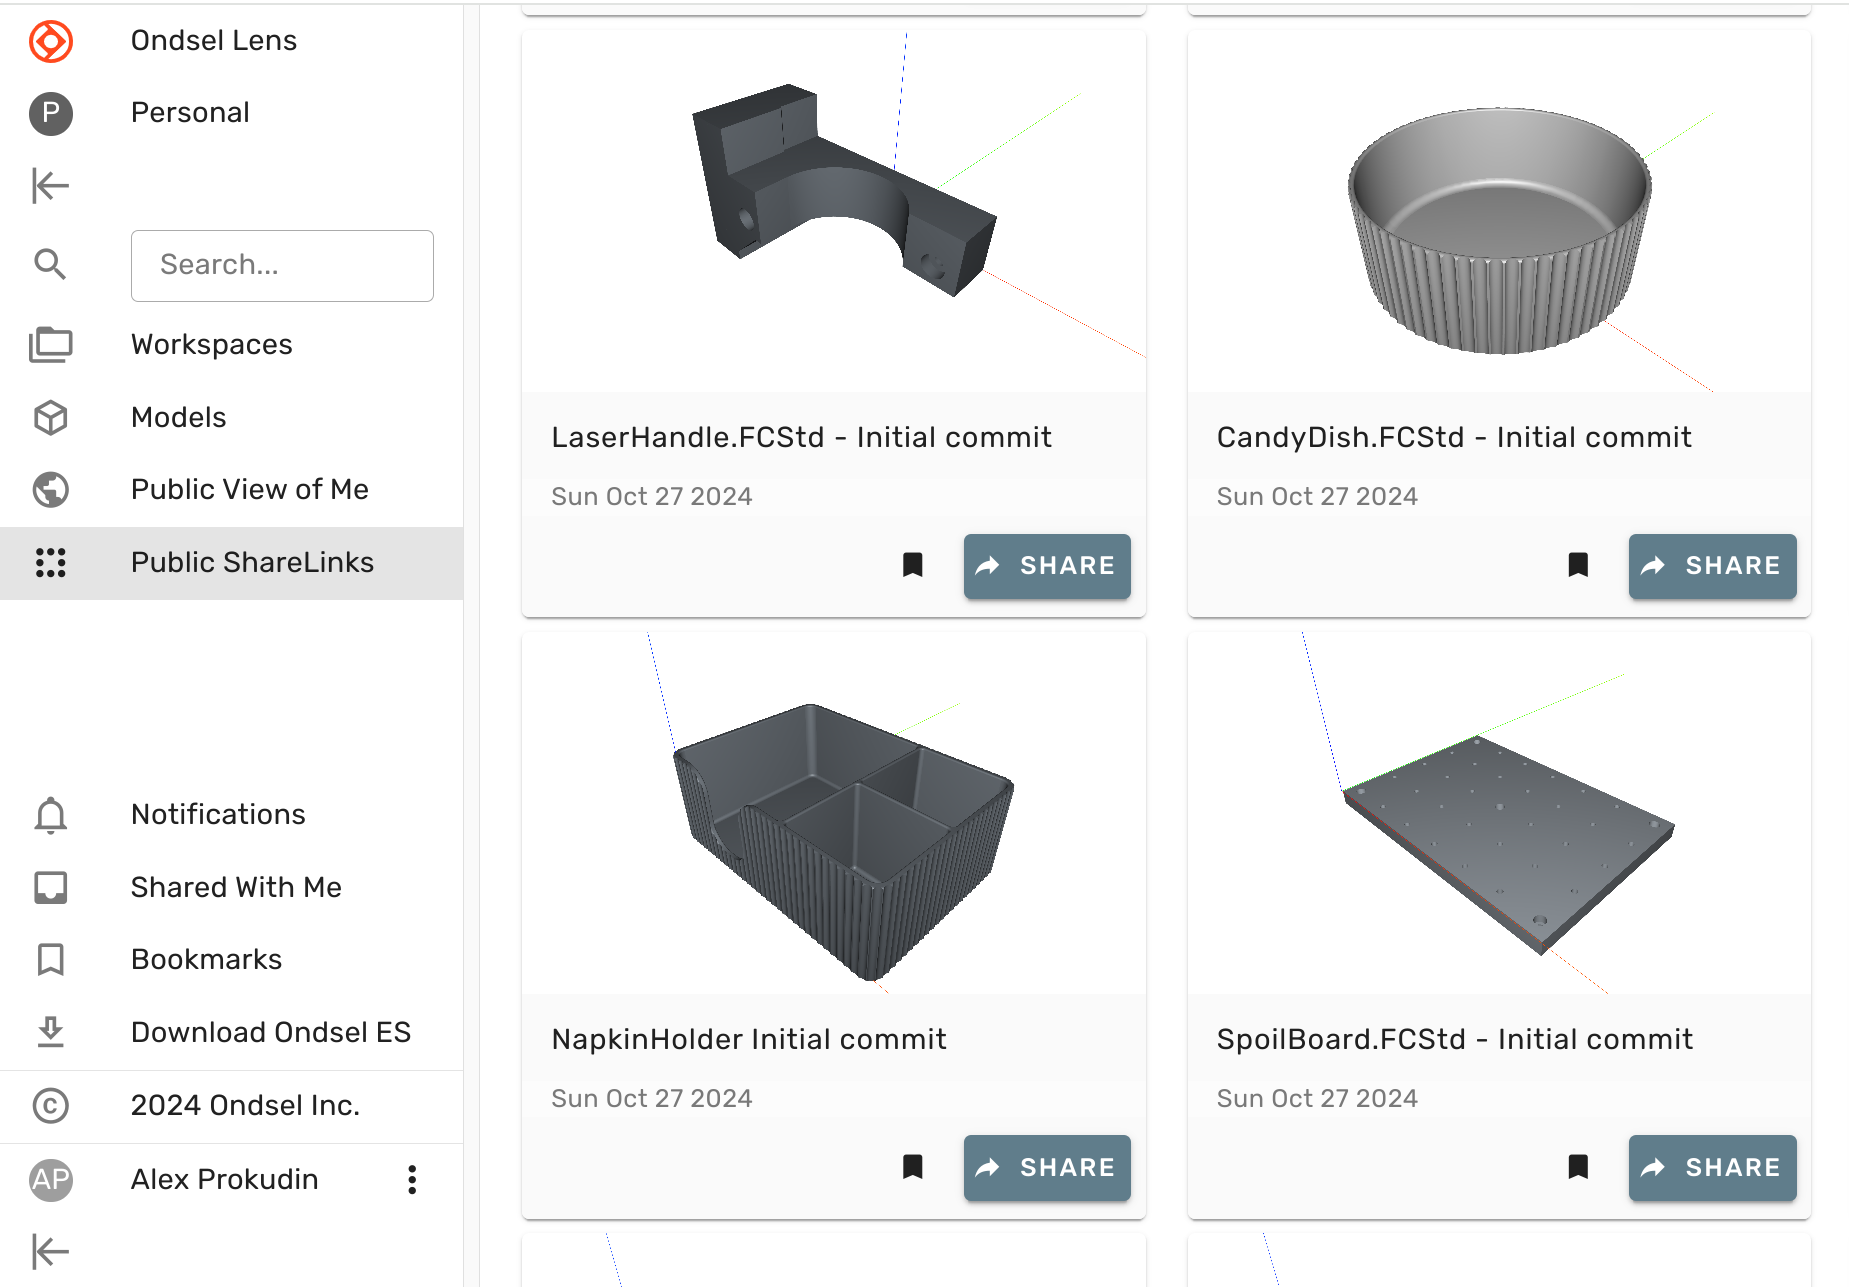 Ondsel Lens
P
Personal
Search...
Workspaces
Models
Public View of Me
Public ShareLinks
Notifications
Shared With Me
Bookmarks
Download Ondsel ES
© 2024 Ondsel Inc.
AP
Alex Prokudin
LaserHandle.FCStd - Initial commit
Sun Oct 27 2024
SHARE
CandyDish.FCStd - Initial commit
Sun Oct 27 2024
SHARE
NapkinHolder Initial commit
Sun Oct 27 2024
SHARE
SpoilBoard.FCStd - Initial commit
Sun Oct 27 2024
SHARE